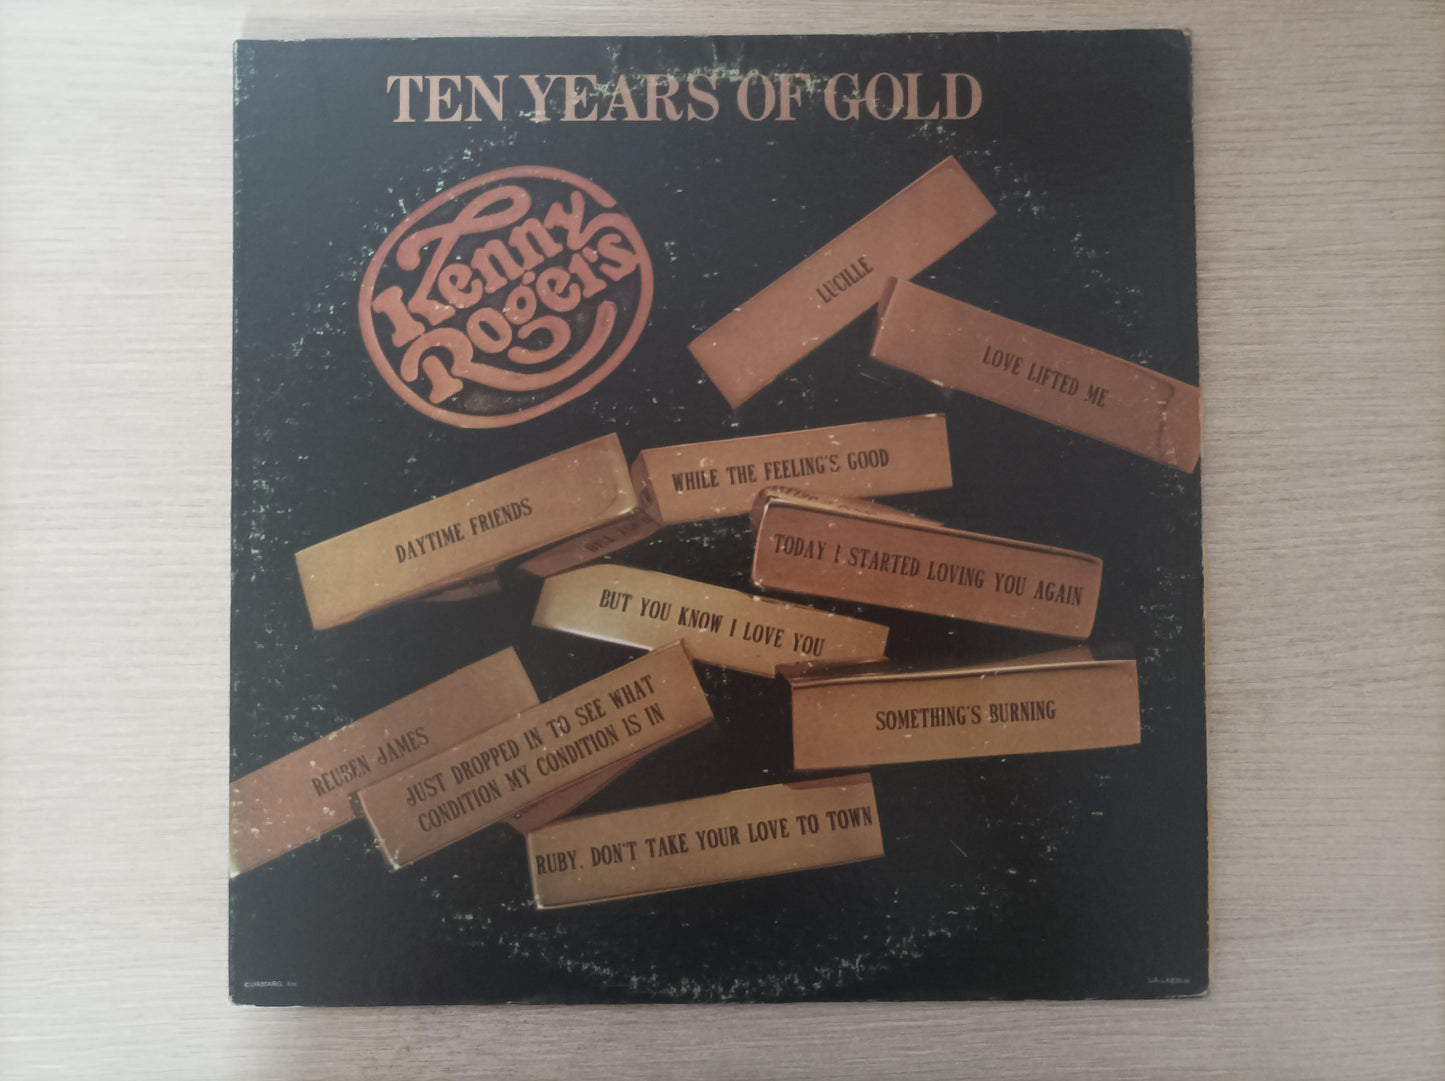 TEN YEARS OF GOLD
Kenny
Rogers
LUCILLE
LOVE LIFTED ME
WHILE THE FEELING'S GOOD
DAYTIME FRIENDS
TODAY I STARTED LOVING YOU AGAIN
BUT YOU KNOW I LOVE YOU
REUBEN JAMES
JUST DROPPED IN TO SEE WHAT
CONDITION MY CONDITION IS IN
SOMETHING'S BURNING
RUBY, DON'T TAKE YOUR LOVE TO TOWN